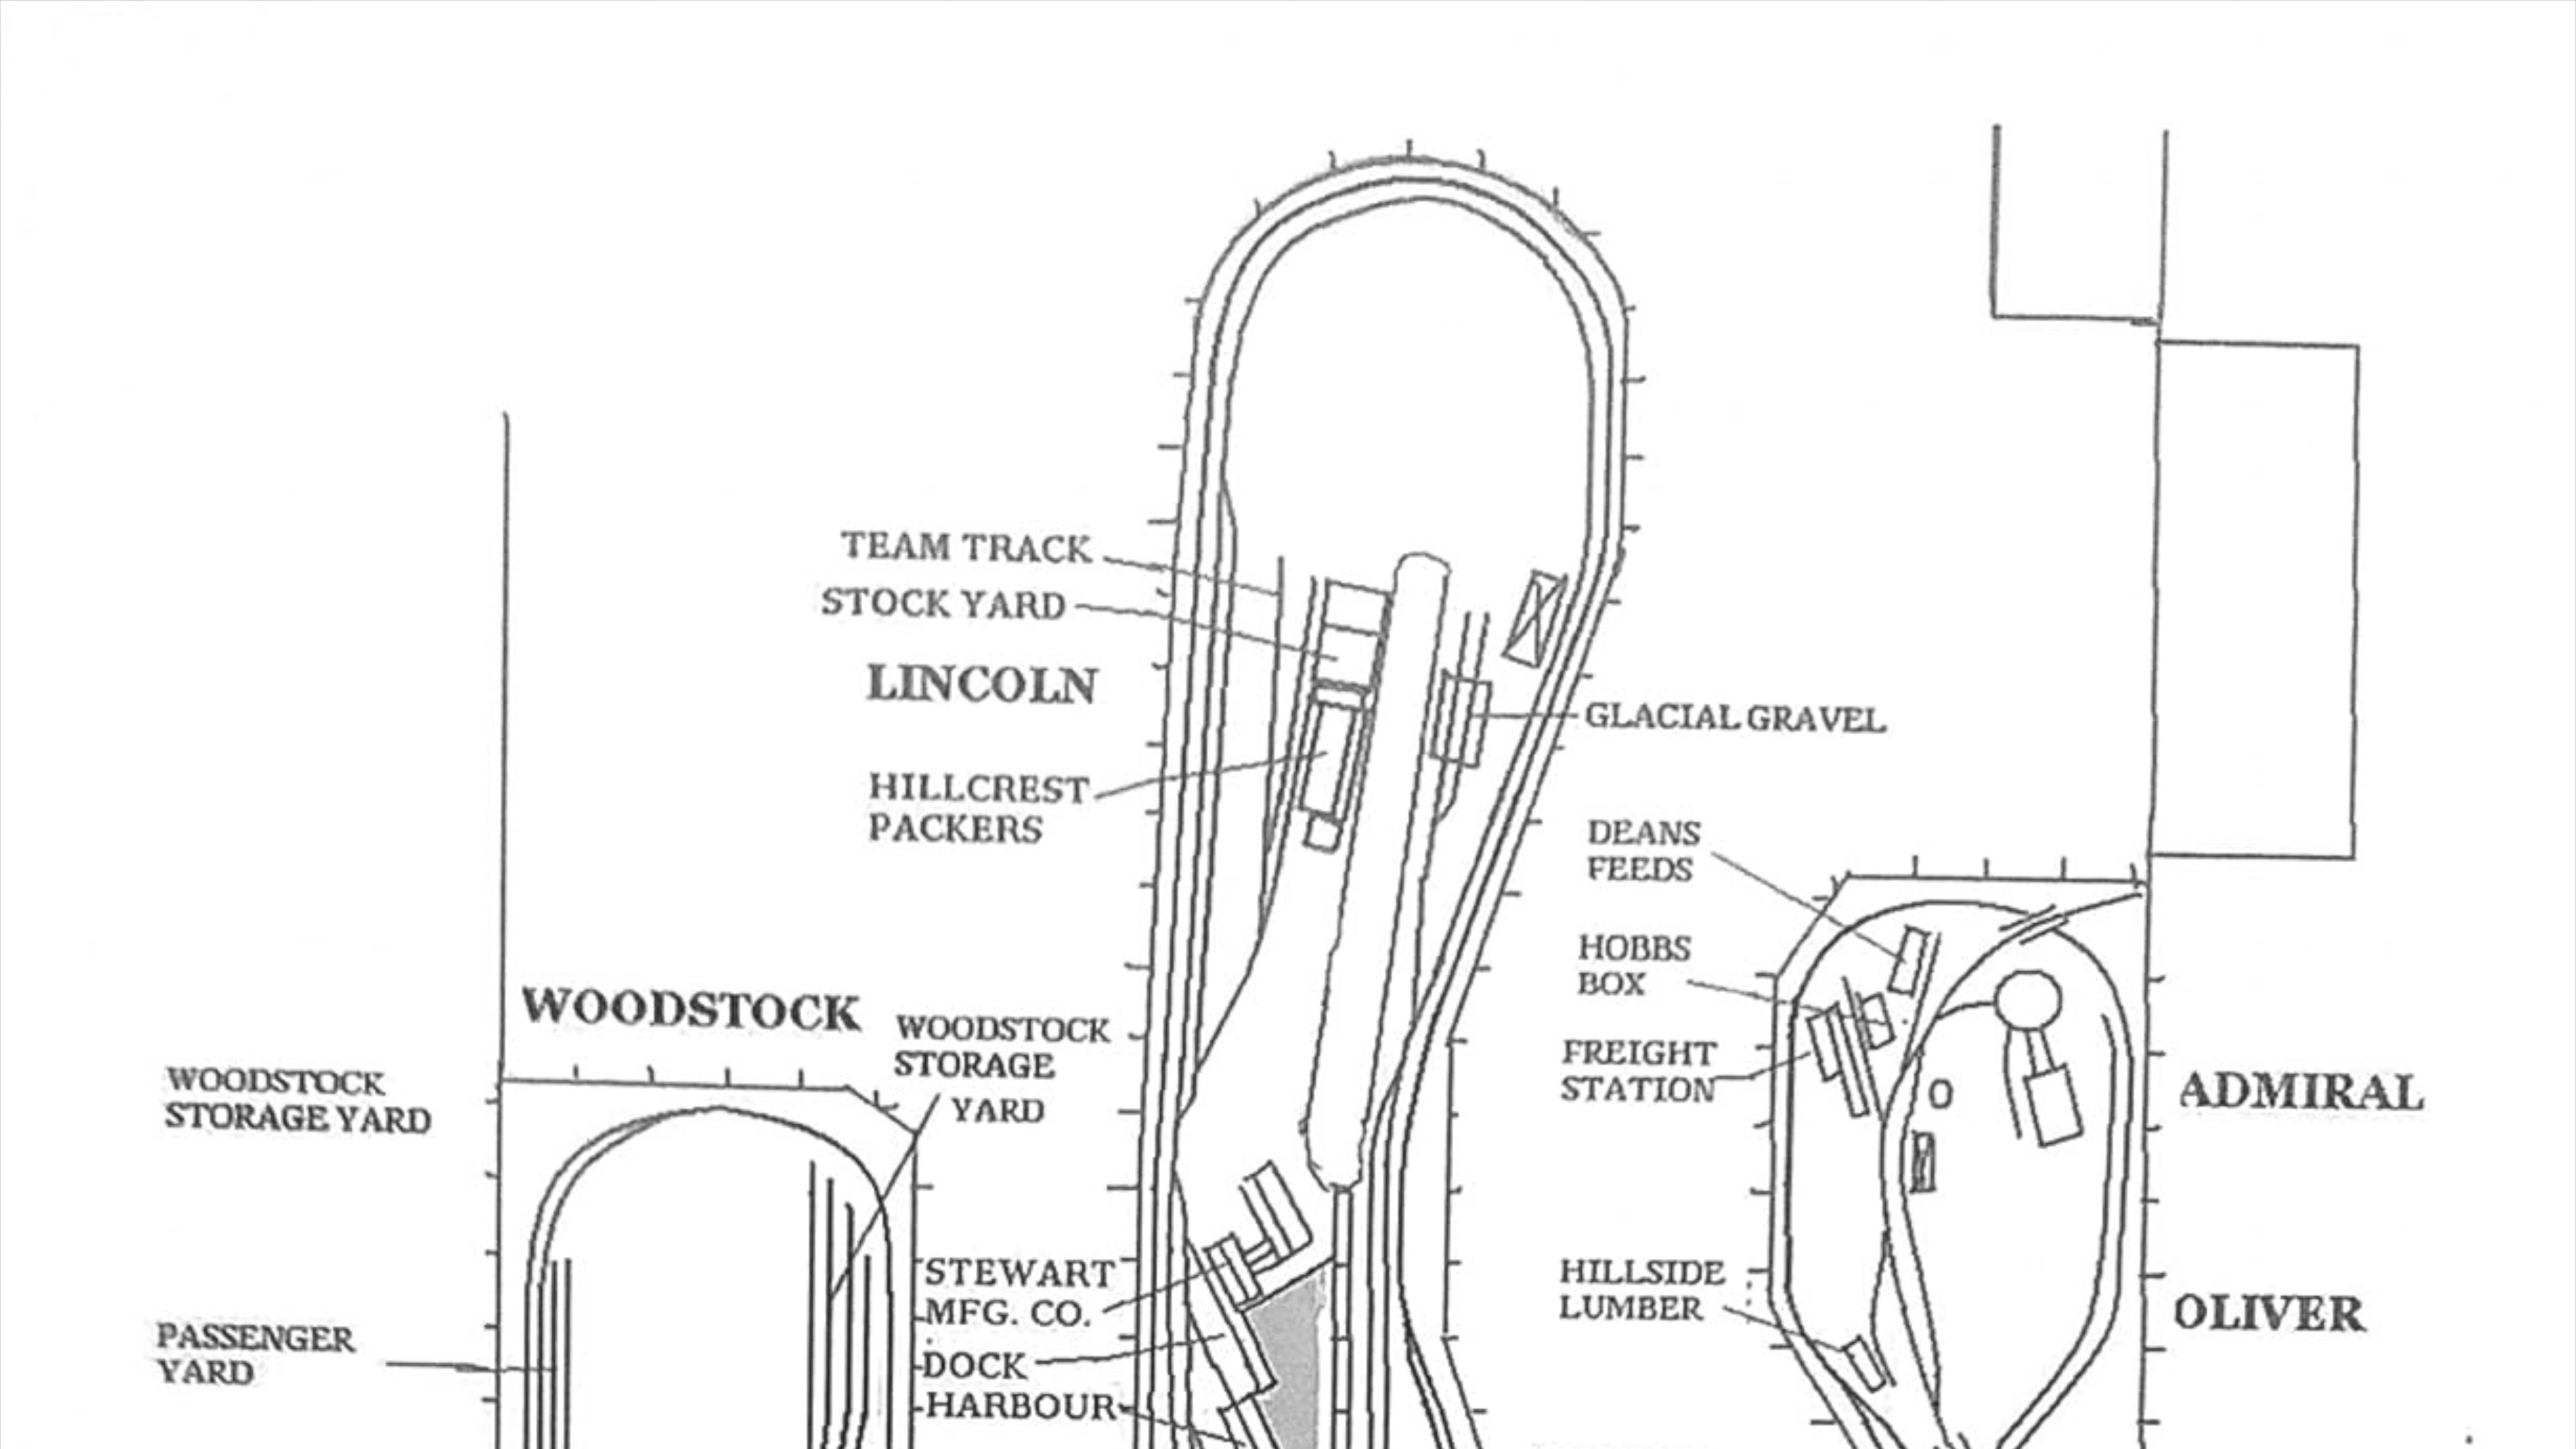 TEAM TRACK
STOCK YARD
LINCOLN
GLACIAL GRAVEL
HILLCREST
PACKERS
DEANS
FEEDS
HOBBS
BOX
WOODSTOCK
WOODSTOCK
STORAGE
YARD
FREIGHT
STATION
WOODSTOCK
STORAGE YARD
ADMIRAL
STEWART
MFG. CO.
HILLSIDE
LUMBER
OLIVER
PASSENGER
YARD
DOCK
HARBOUR